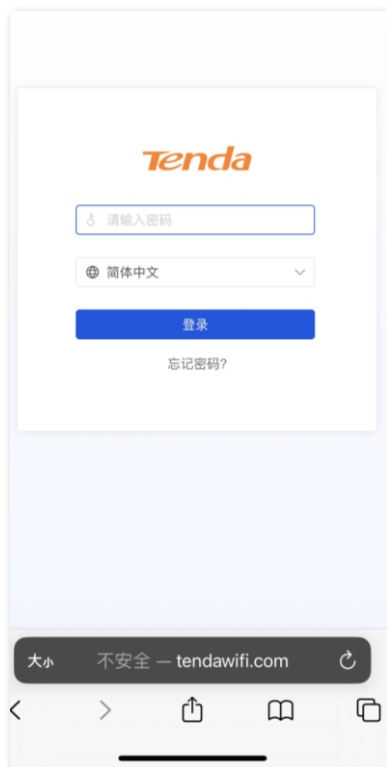 Tenda
请输入密码
简体中文
登录
忘记密码?
大小 不安全 — tendawifi.com